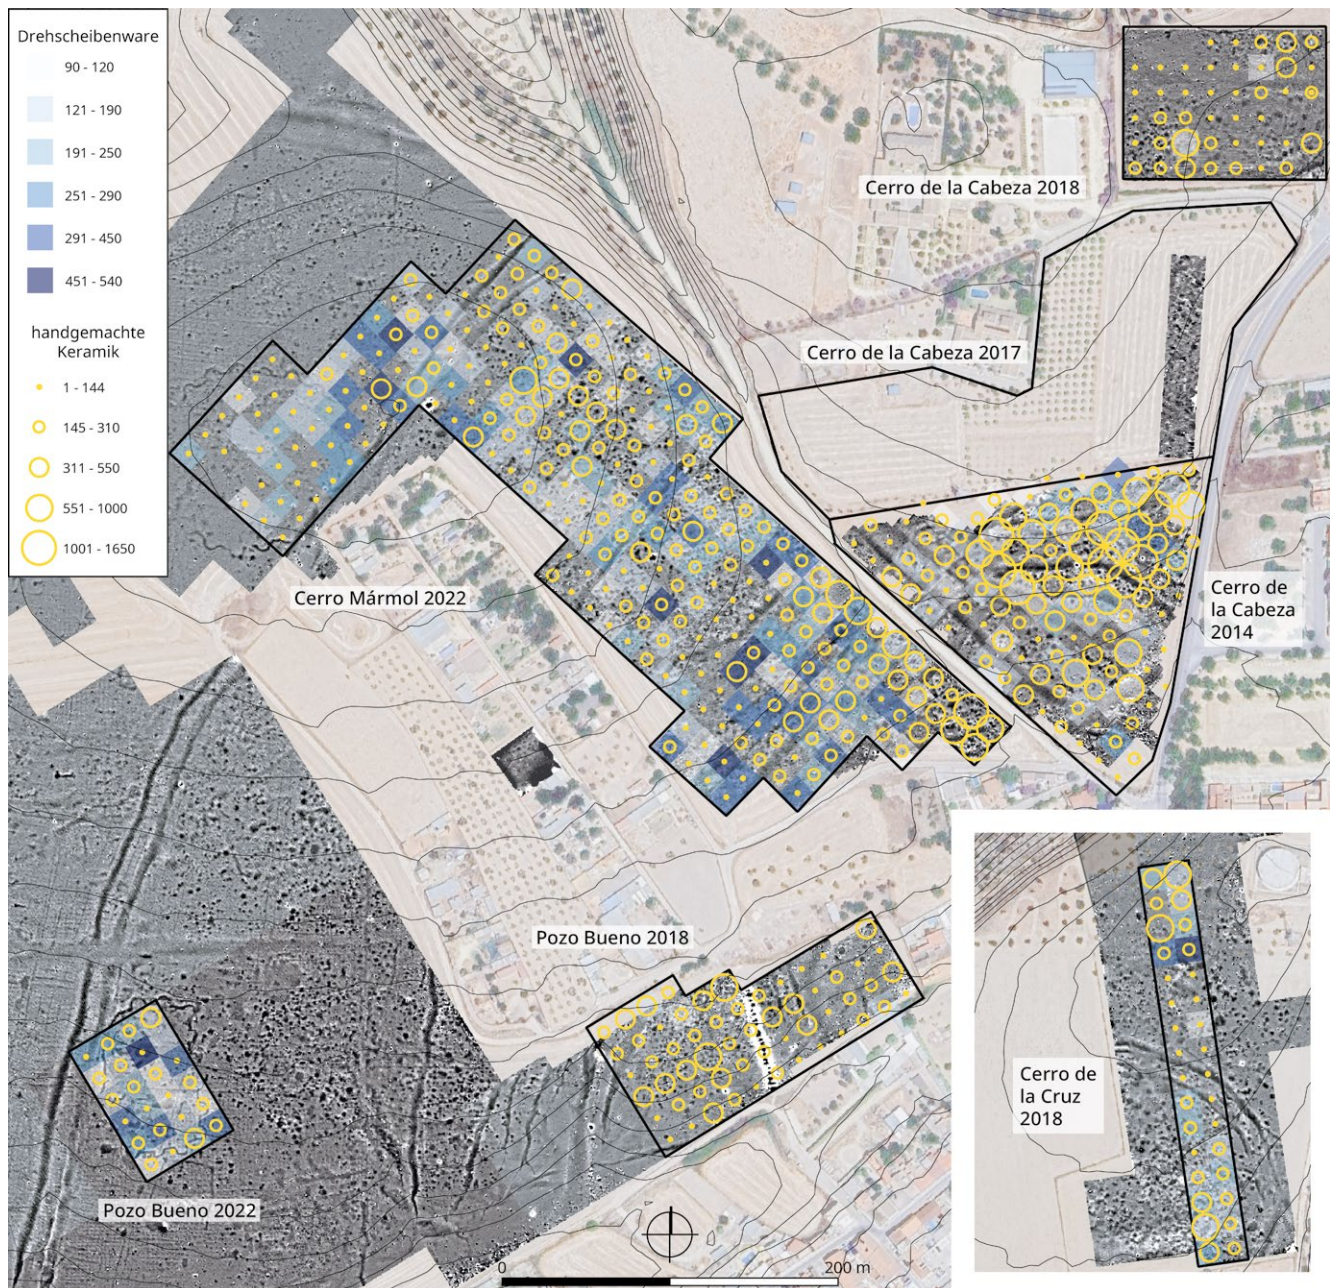 Drehscheibenware
90 - 120
121 - 190
191 - 250
251 - 290
291 - 450
451 - 540
handgemachte
Keramik
1 - 144
145 - 310
311 - 550
551 - 1000
1001 - 1650
Cerro de la Cabeza 2018
Cerro de la Cabeza 2017
Cerro Mármol 2022
Cerro de
la Cabeza
2014
Pozo Bueno 2018
Cerro de
la Cruz
2018
Pozo Bueno 2022
0
200 m